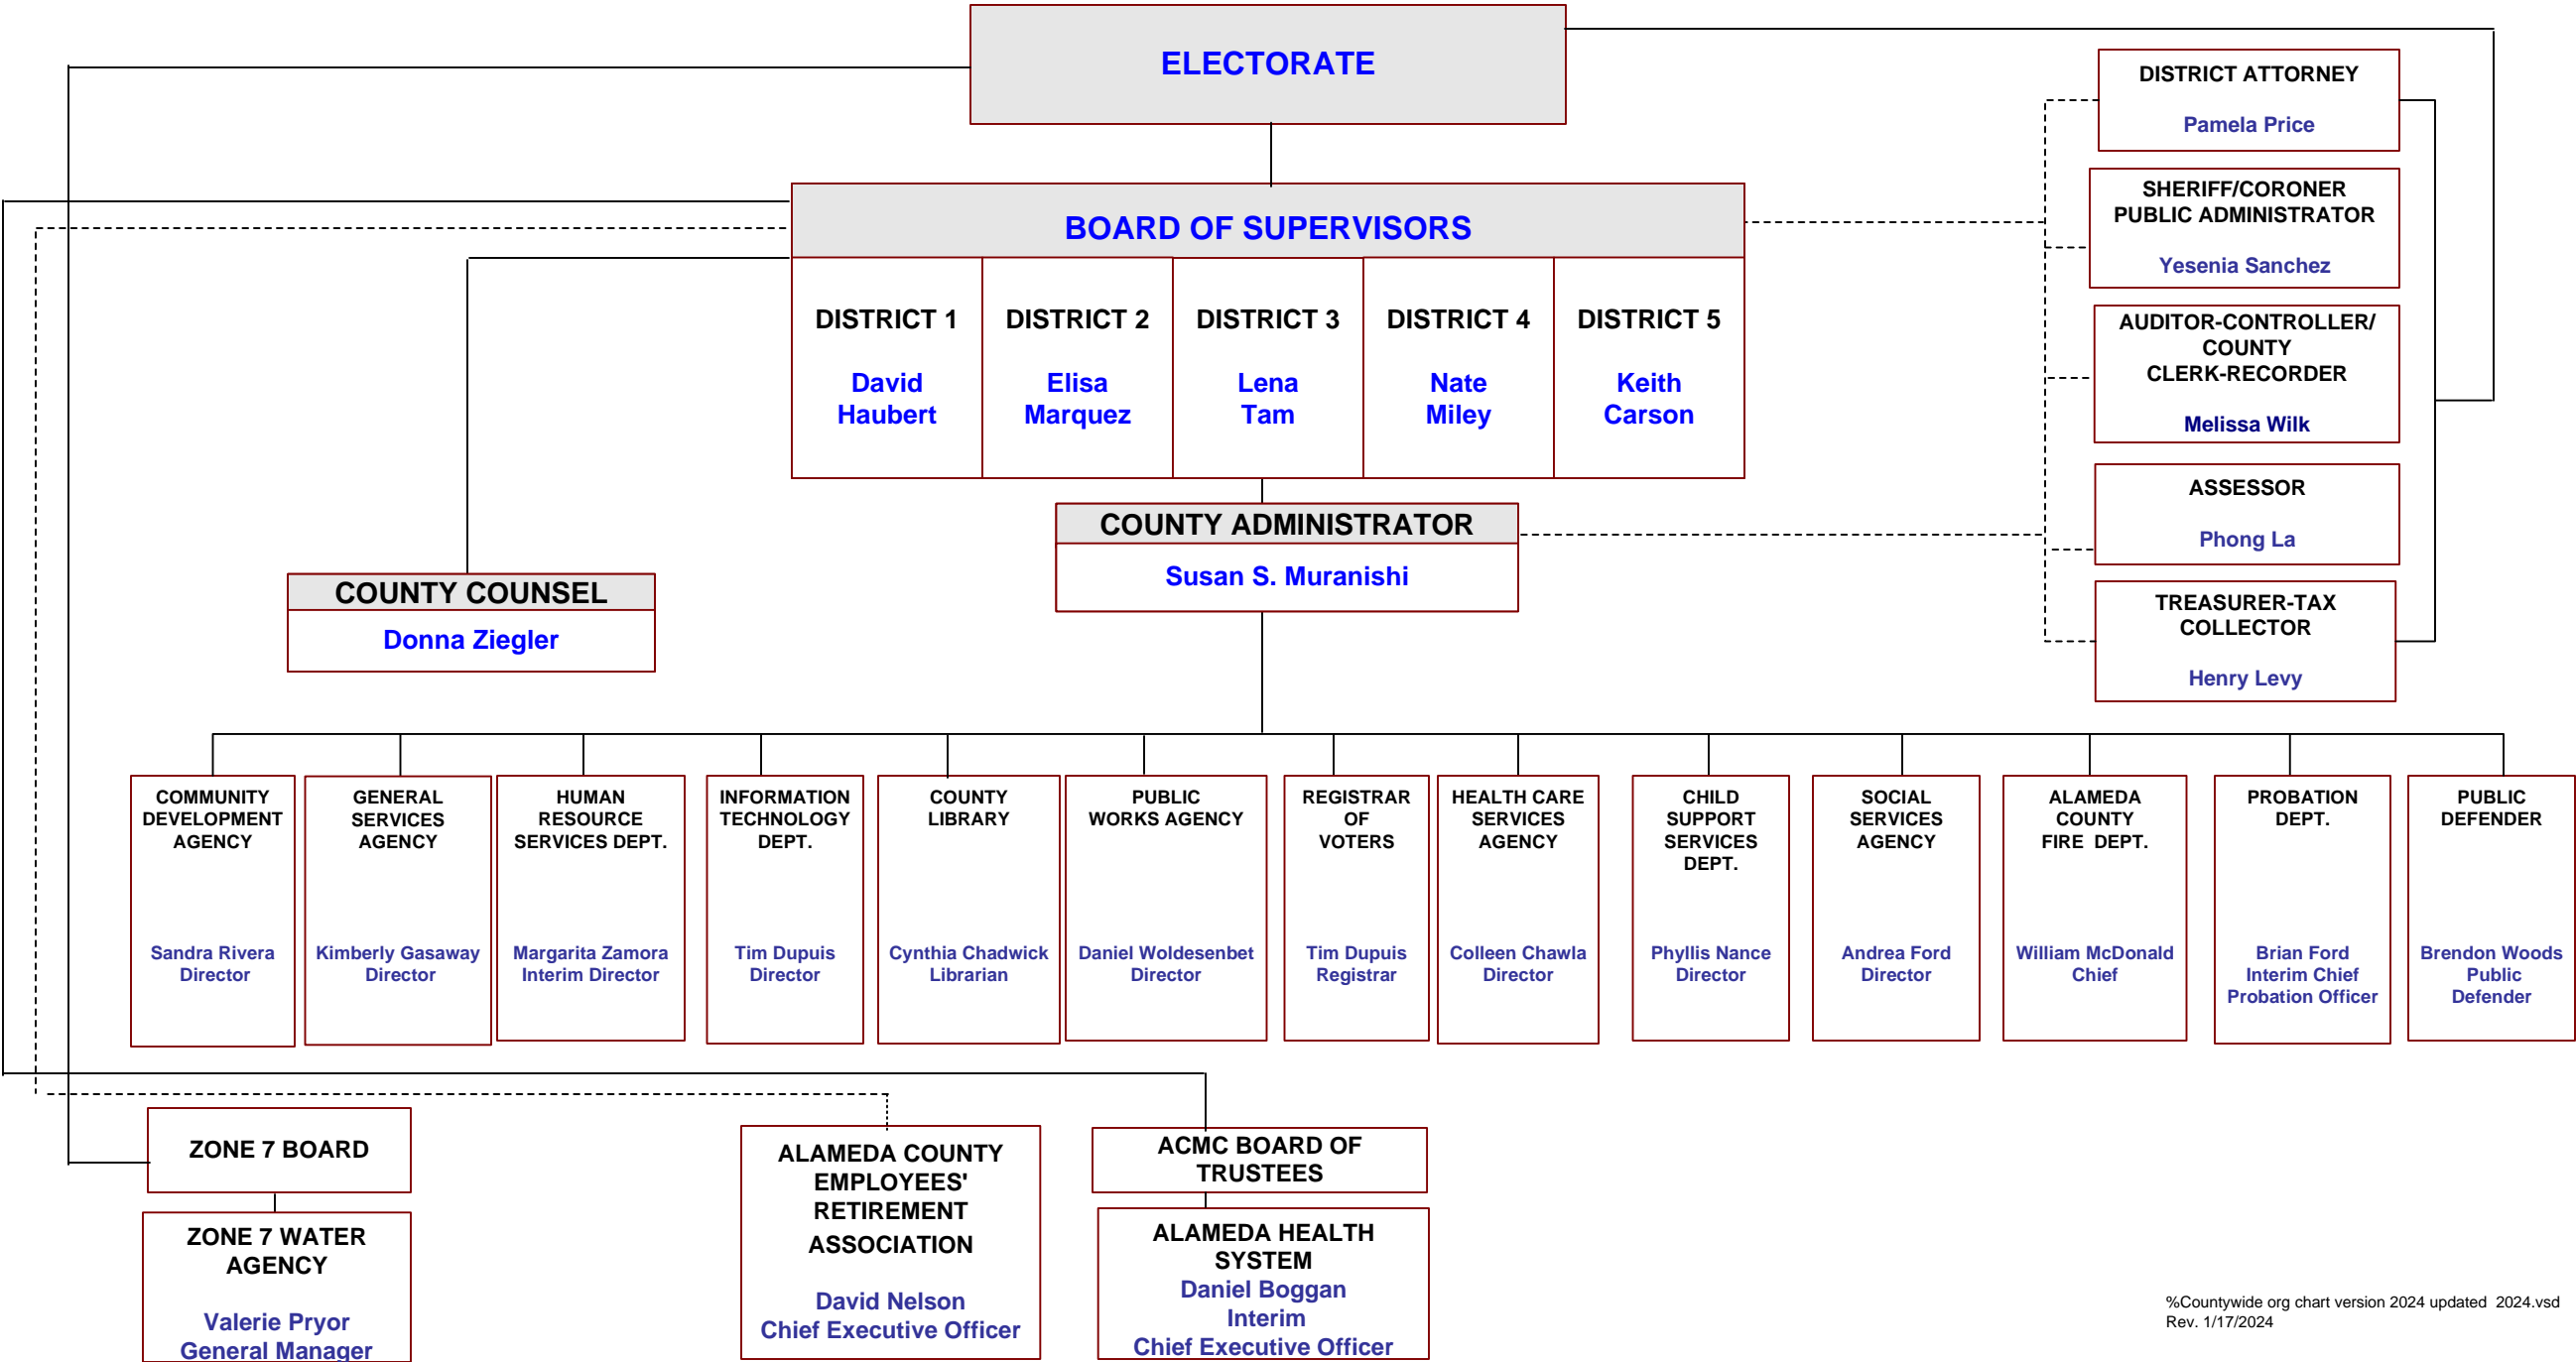 ELECTORATE
DISTRICT ATTORNEY
Pamela Price
SHERIFF/CORONER
PUBLIC ADMINISTRATOR
Yesenia Sanchez
AUDITOR-CONTROLLER/
COUNTY
CLERK-RECORDER
Melissa Wilk
ASSESSOR
Phong La
TREASURER-TAX
COLLECTOR
Henry Levy
BOARD OF SUPERVISORS
DISTRICT 1
David
Haubert
DISTRICT 2
Elisa
Marquez
DISTRICT 3
Lena
Tam
DISTRICT 4
Nate
Miley
DISTRICT 5
Keith
Carson
COUNTY ADMINISTRATOR
Susan S. Muranishi
COUNTY COUNSEL
Donna Ziegler
COMMUNITY
DEVELOPMENT
AGENCY
Sandra Rivera
Director
GENERAL
SERVICES
AGENCY
Kimberly Gasaway
Director
HUMAN
RESOURCE
SERVICES DEPT.
Margarita Zamora
Interim Director
INFORMATION
TECHNOLOGY
DEPT.
Tim Dupuis
Director
COUNTY
LIBRARY
Cynthia Chadwick
Librarian
PUBLIC
WORKS AGENCY
Daniel Woldesenbet
Director
REGISTRAR
OF
VOTERS
Tim Dupuis
Registrar
HEALTH CARE
SERVICES
AGENCY
Colleen Chawla
Director
CHILD
SUPPORT
SERVICES
DEPT.
Phyllis Nance
Director
SOCIAL
SERVICES
AGENCY
Andrea Ford
Director
ALAMEDA
COUNTY
FIRE DEPT.
William McDonald
Chief
PROBATION
DEPT.
Brian Ford
Interim Chief
Probation Officer
PUBLIC
DEFENDER
Brendon Woods
Public
Defender
ZONE 7 BOARD
ZONE 7 WATER
AGENCY
Valerie Pryor
General Manager
ALAMEDA COUNTY
EMPLOYEES'
RETIREMENT
ASSOCIATION
David Nelson
Chief Executive Officer
ACMC BOARD OF
TRUSTEES
ALAMEDA HEALTH
SYSTEM
Daniel Boggan
Interim
Chief Executive Officer
%Countywide org chart version 2024 updated 2024.vsd
Rev. 1/17/2024